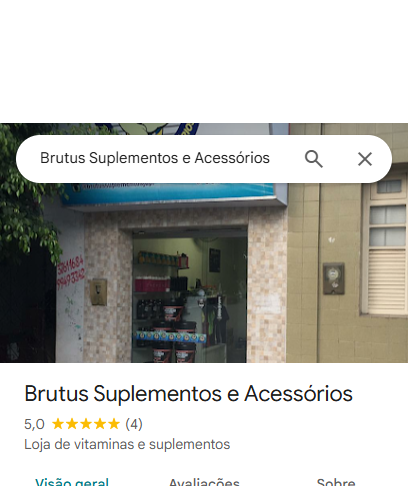 Brutus Suplementos e Acessórios
Brutus Suplementos e Acessórios
5,0 (4)
Loja de vitaminas e suplementos
Visão geral Avaliações Sobre